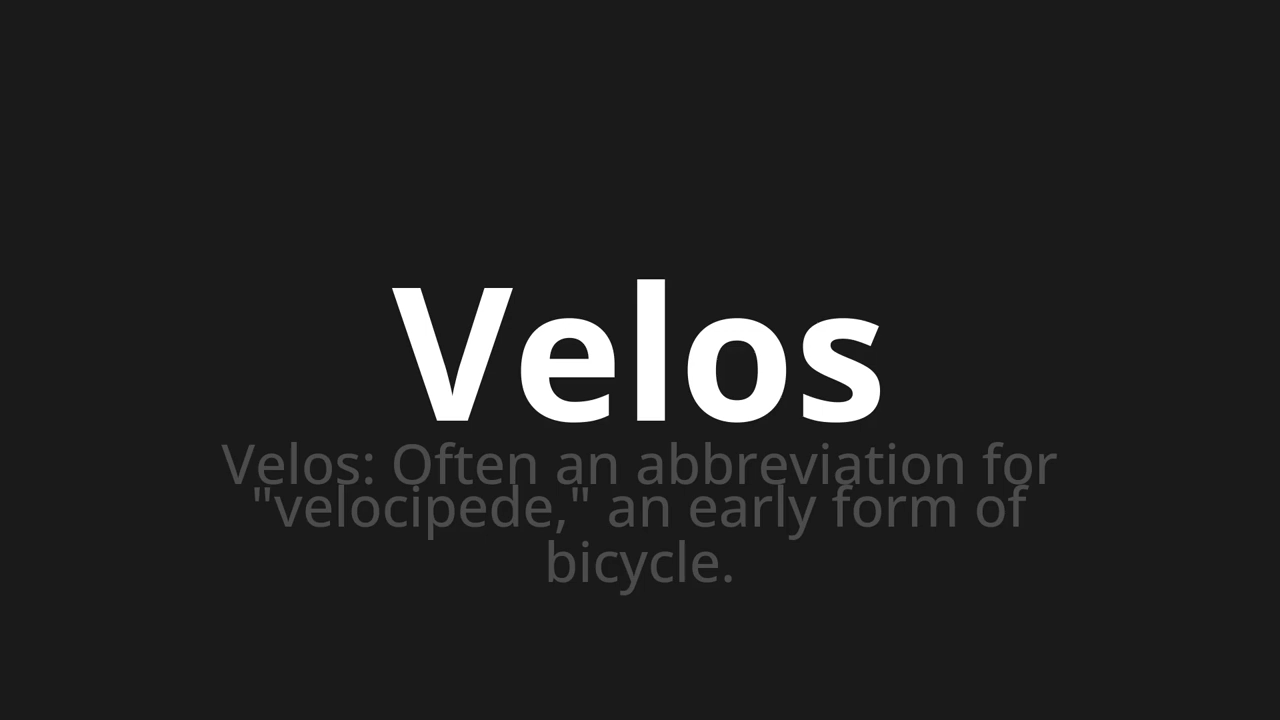 Velos
Velos: Often an abbreviation for
"velocipede," an early form of
bicycle.